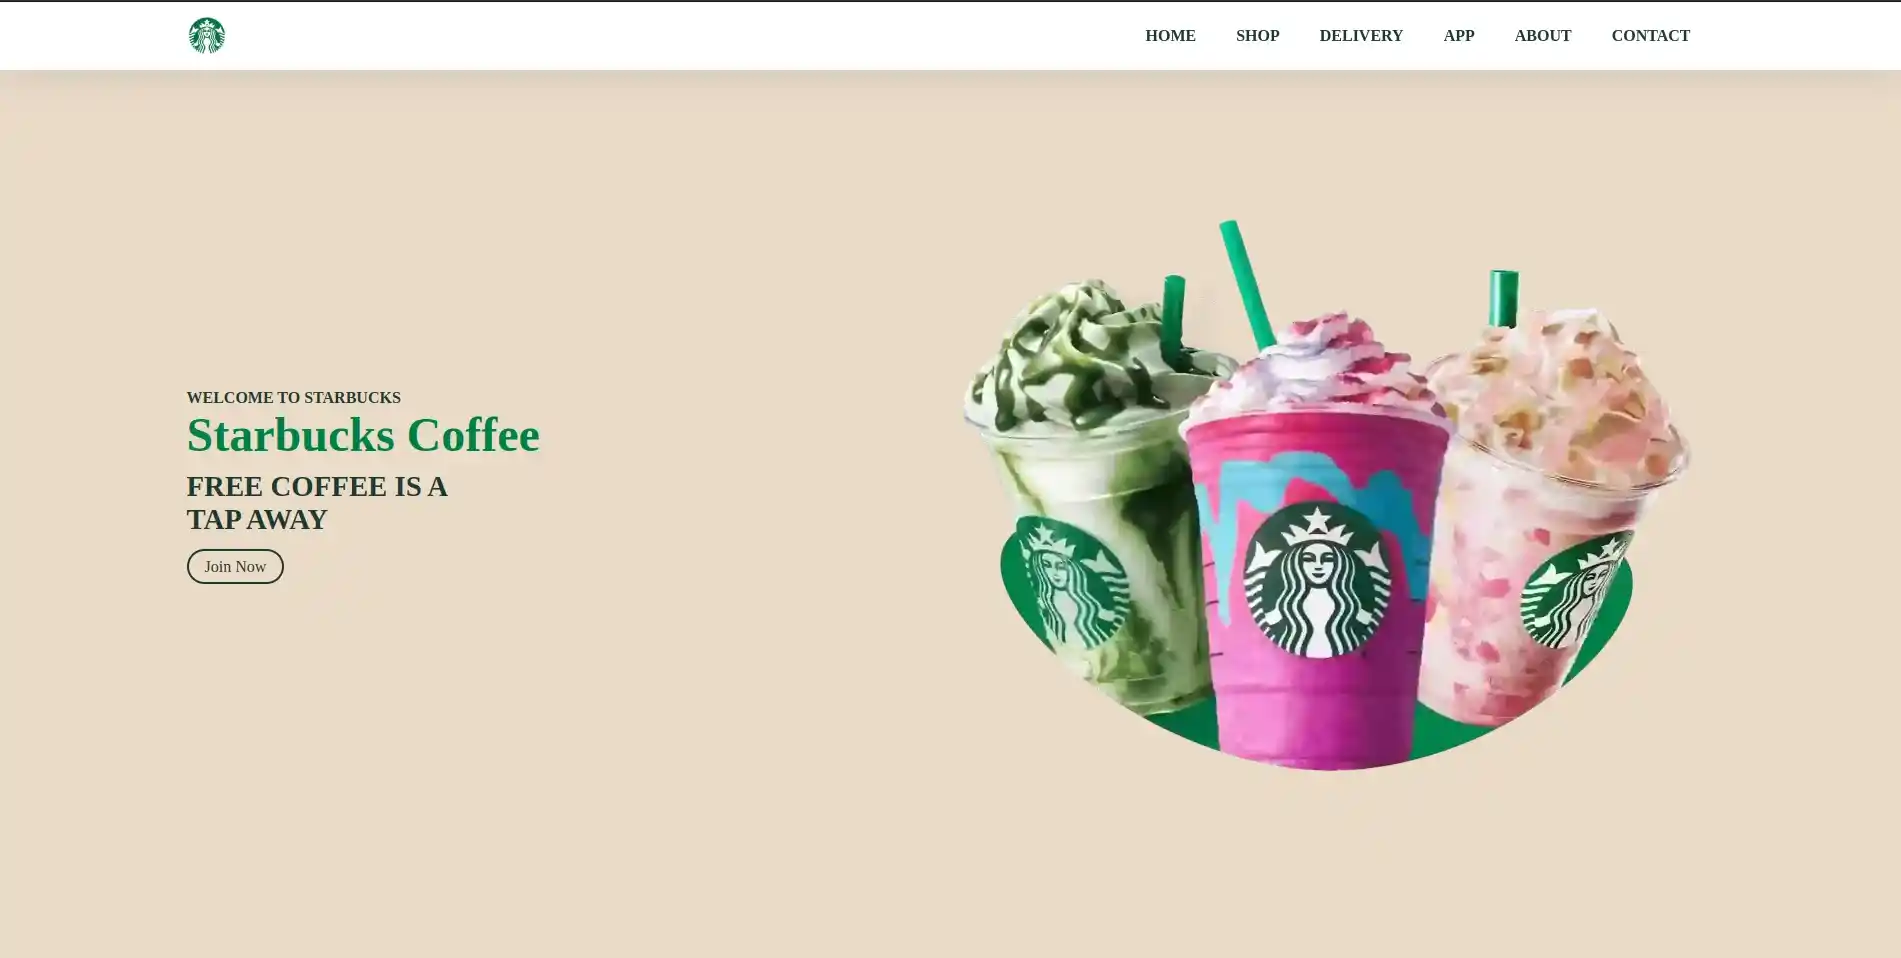 HOME SHOP DELIVERY APP ABOUT CONTACT
WELCOME TO STARBUCKS
Starbucks Coffee
FREE COFFEE IS A
TAP AWAY
Join Now